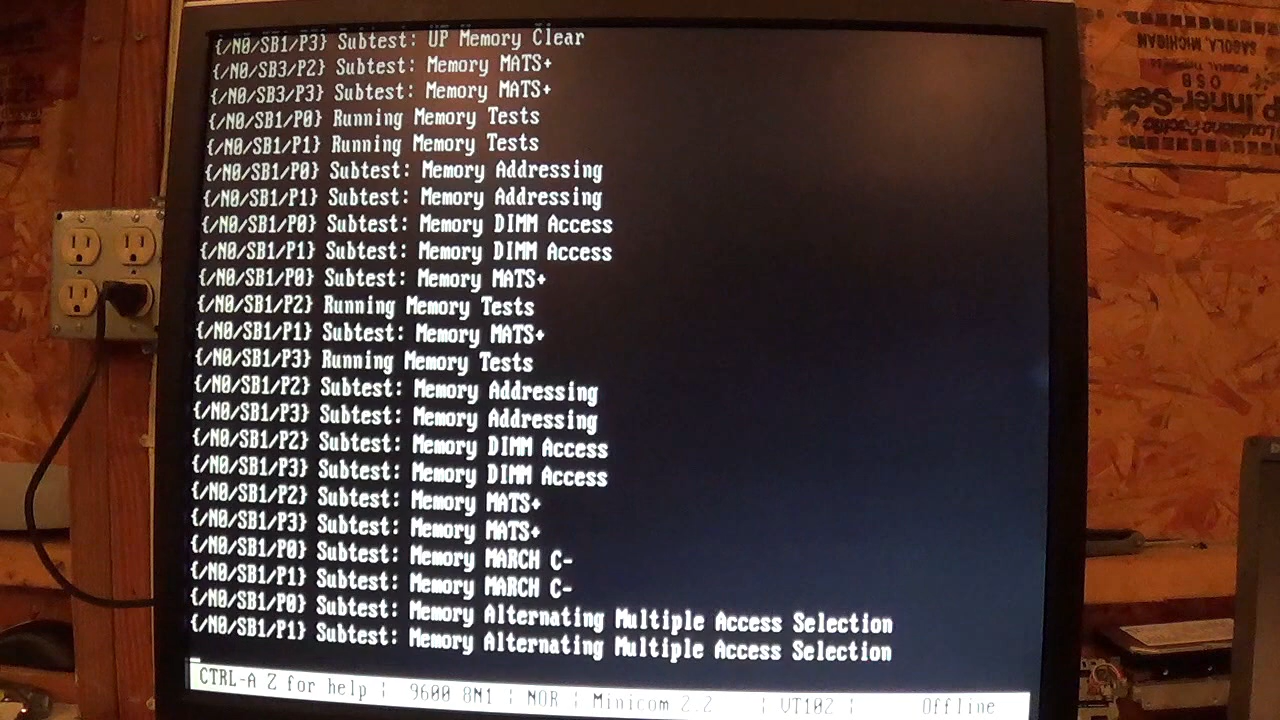 {/N0/SB1/P3} Subtest: UP Memory Clear
{/N0/SB3/P2} Subtest: Memory MATS+
{/N0/SB3/P3} Subtest: Memory MATS+
{/N0/SB1/P0} Running Memory Tests
{/N0/SB1/P1} Running Memory Tests
{/N0/SB1/P0} Subtest: Memory Addressing
{/N0/SB1/P1} Subtest: Memory Addressing
{/N0/SB1/P0} Subtest: Memory DIMM Access
{/N0/SB1/P1} Subtest: Memory DIMM Access
{/N0/SB1/P0} Subtest: Memory MATS+
{/N0/SB1/P2} Running Memory Tests
{/N0/SB1/P1} Subtest: Memory MATS+
{/N0/SB1/P3} Running Memory Tests
{/N0/SB1/P2} Subtest: Memory Addressing
{/N0/SB1/P3} Subtest: Memory Addressing
{/N0/SB1/P2} Subtest: Memory DIMM Access
{/N0/SB1/P3} Subtest: Memory DIMM Access
{/N0/SB1/P2} Subtest: Memory MATS+
{/N0/SB1/P3} Subtest: Memory MATS+
{/N0/SB1/P0} Subtest: Memory MARCH C-
{/N0/SB1/P1} Subtest: Memory MARCH C-
{/N0/SB1/P0} Subtest: Memory Alternating Multiple Access Selection
{/N0/SB1/P1} Subtest: Memory Alternating Multiple Access Selection
CTRL-A Z for help | 9600 8N1 | NOR | Minicom 2.2 | VT102 | Offline
Louisiana-Pacific
OSB
SAGOLA, MICHIGAN